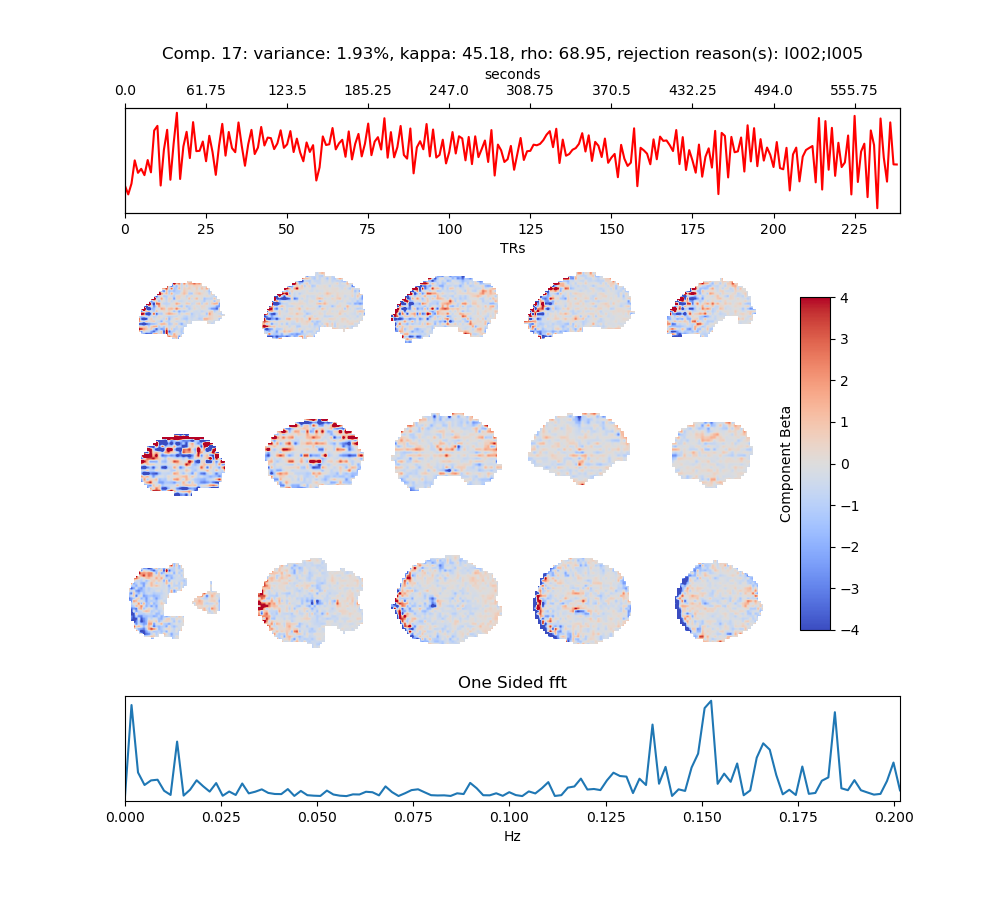 Comp. 17: variance: 1.93%, kappa: 45.18, rho: 68.95, rejection reason(s): I002;I005
seconds
0.0 61.75 123.5 185.25 247.0 308.75 370.5 432.25 494.0 555.75
0 25 50 75 100 125 150 175 200 225
TRs
4
3
2
1
0
−1
−2
−3
−4
Component Beta
One Sided fft
0.000 0.025 0.050 0.075 0.100 0.125 0.150 0.175 0.200
Hz